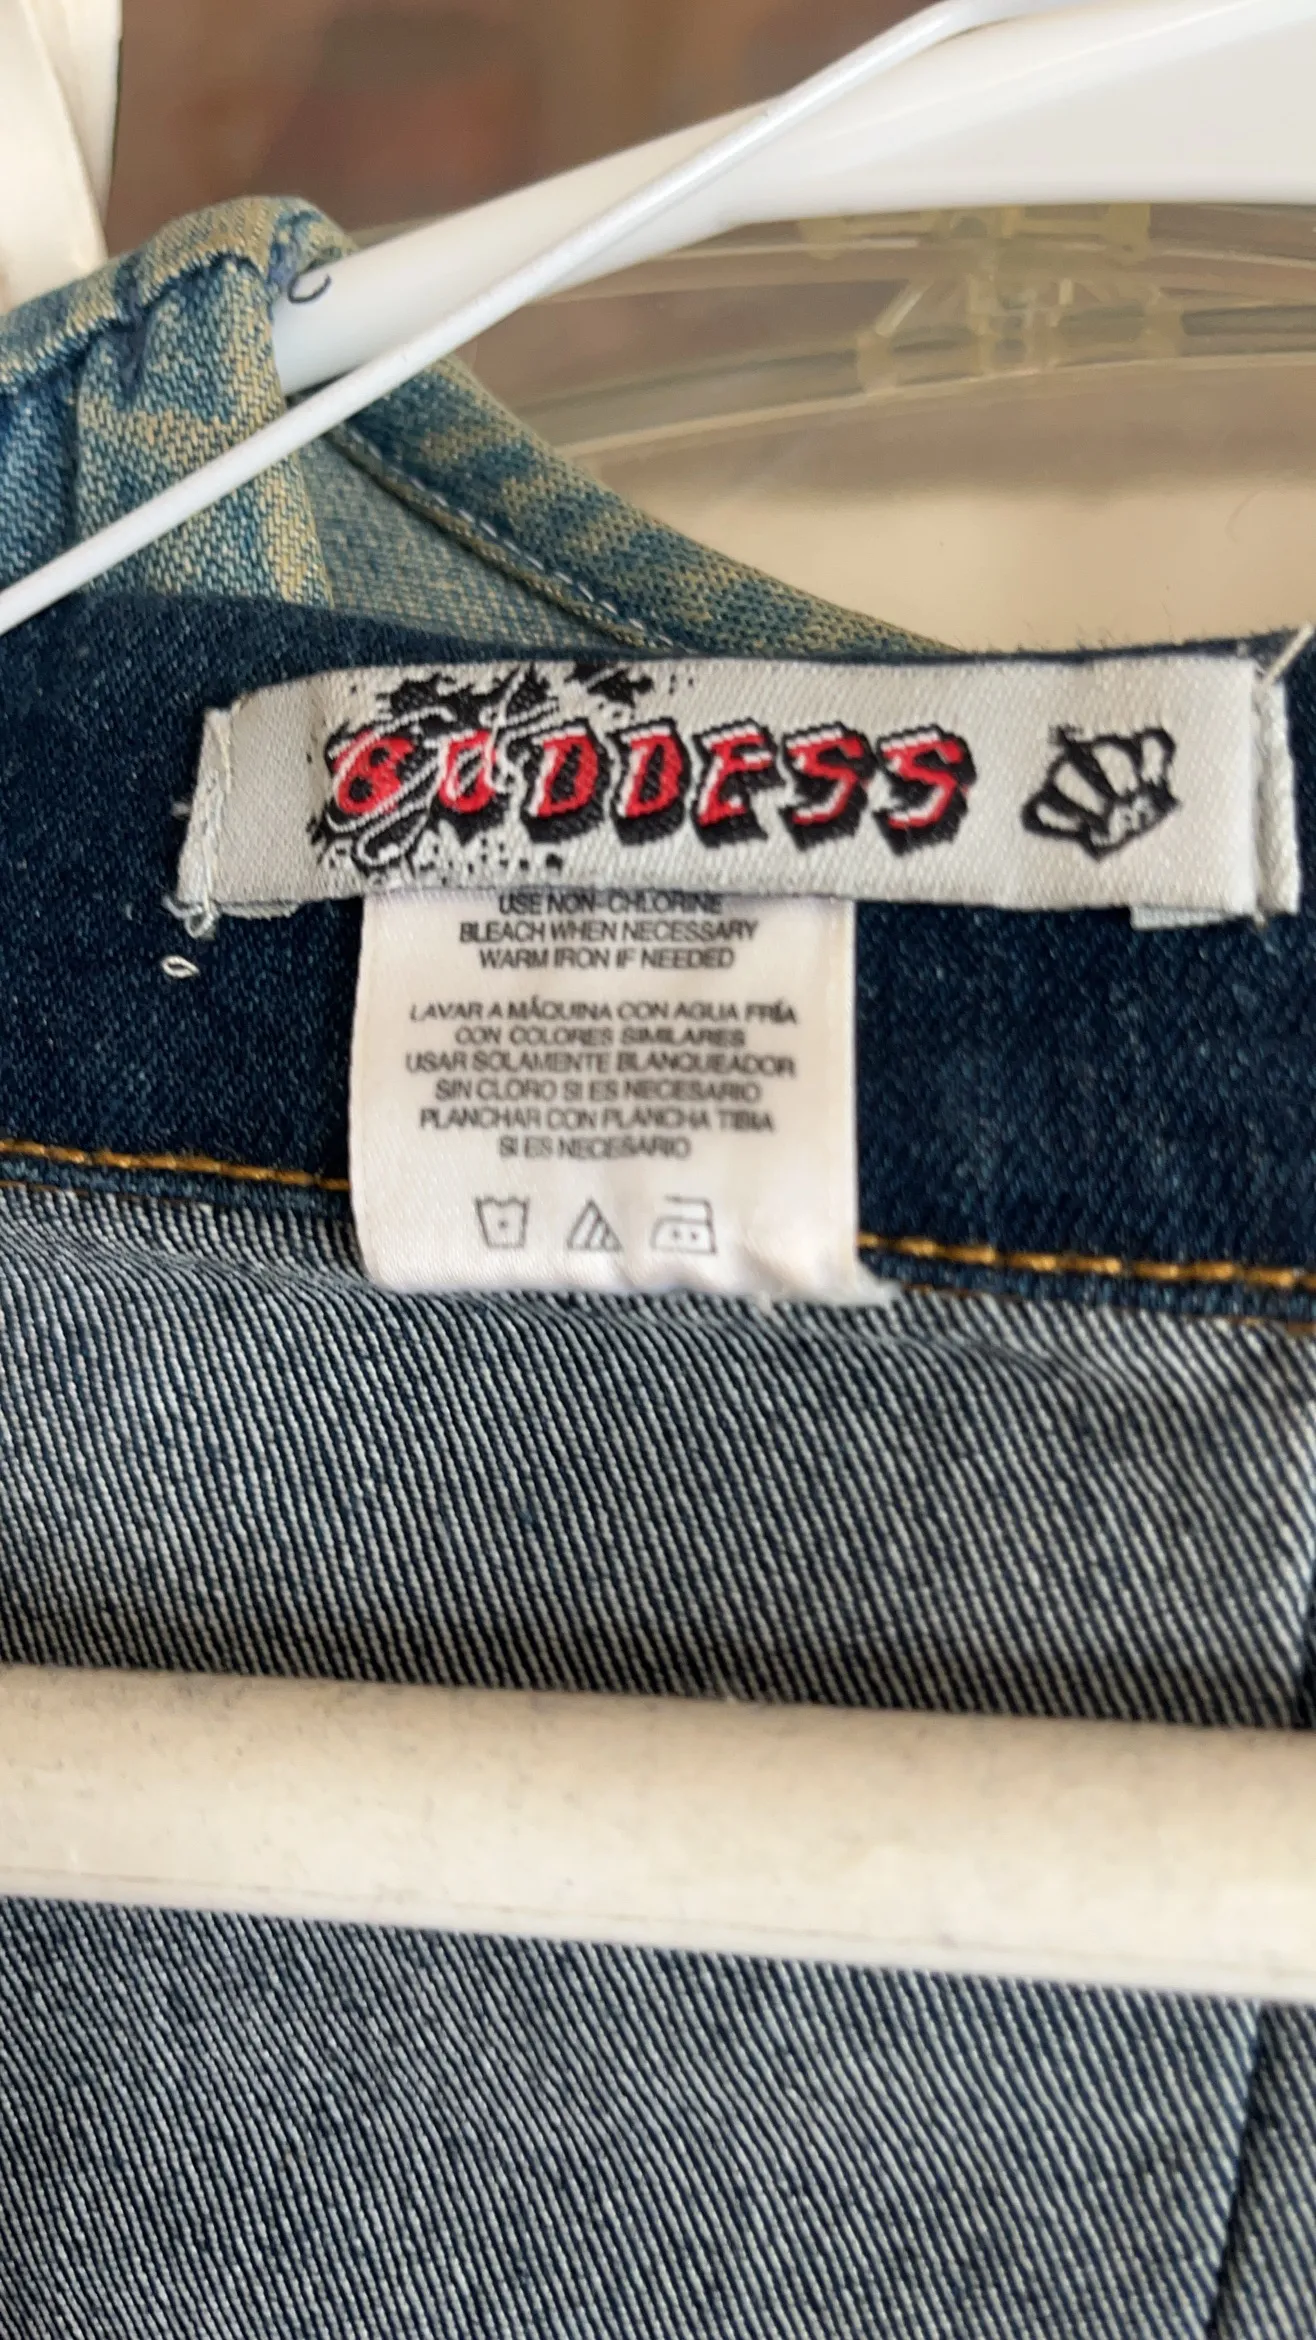 GODDESS
USE NON-CHLORINE
BLEACH WHEN NECESSARY
WARM IRON IF NEEDED
LAVAR A MÁQUINA CON AGUA FRÍA
CON COLORES SIMILARES
USAR SOLAMENTE BLANQUEADOR
SIN CLORO SI ES NECESARIO
PLANCHAR CON PLANCHA TIBIA
SI ES NECESARIO